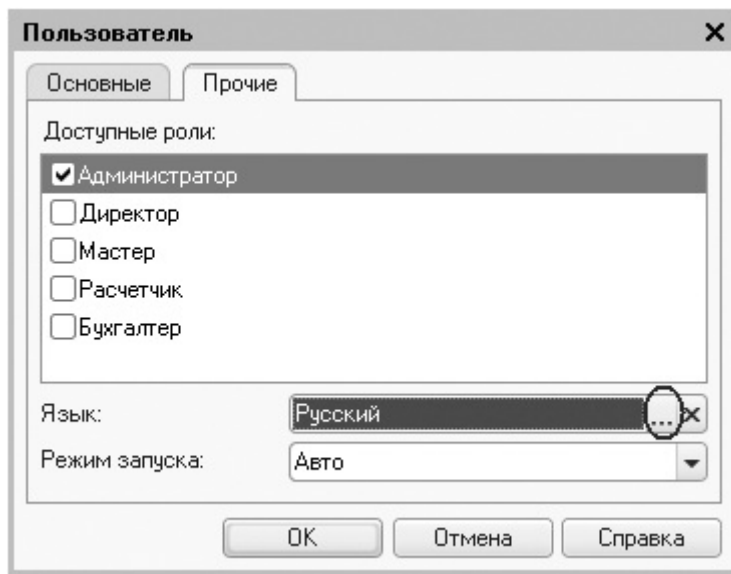 Пользователь
Основные Прочие
Доступные роли:
Администратор
Директор
Мастер
Расчетчик
Бухгалтер
Язык: Русский ...
Режим запуска: Авто
OK Отмена Справка